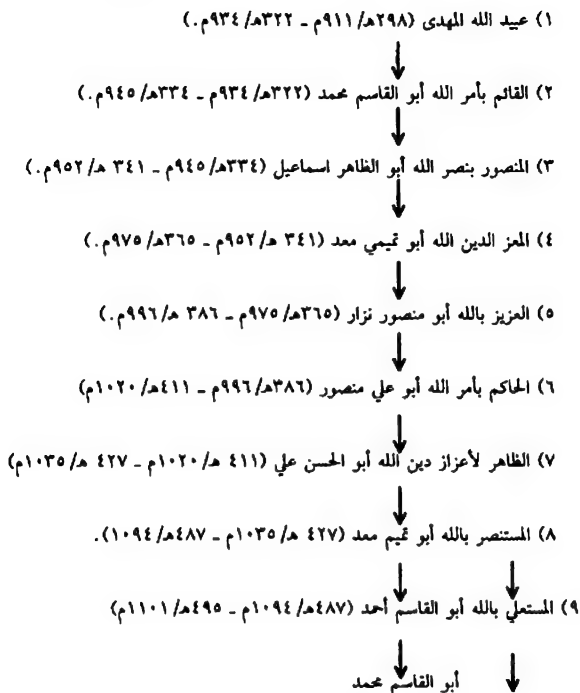 ١) عبيد الله المهدى (٢٩٨هـ/٩١١م ـ ٣٢٢هـ/٩٣٤م.)
٢) القائم بأمر الله أبو القاسم محمد (٣٢٢هـ/٩٣٤م ـ ٣٣٤هـ/٩٤٥م.)
٣) المنصور بنصر الله أبو الظاهر اسماعيل (٣٣٤هـ/٩٤٥م ـ ٣٤١ هـ/٩٥٢م.)
٤) المعز الدين الله أبو تميمي معد (٣٤١ هـ/٩٥٢م ـ ٣٦٥هـ/٩٧٥م.)
٥) العزيز بالله أبو منصور نزار (٣٦٥هـ/٩٧٥م ـ ٣٨٦ هـ/٩٩٦م.)
٦) الحاكم بأمر الله أبو علي منصور (٣٨٦هـ/٩٩٦م ـ ٤١١هـ/١٠٢٠م)
٧) الظاهر لأعزاز دين الله أبو الحسن علي (٤١١ هـ/١٠٢٠م ـ ٤٢٧ هـ/١٠٣٥م)
٨) المستنصر بالله أبو تميم معد (٤٢٧ هـ/١٠٣٥م ـ ٤٨٧هـ/١٠٩٤).
٩) المستعلي بالله أبو القاسم أحمد (٤٨٧هـ/١٠٩٤م ـ ٤٩٥هـ/١١٠١م)
أبو القاسم محمد